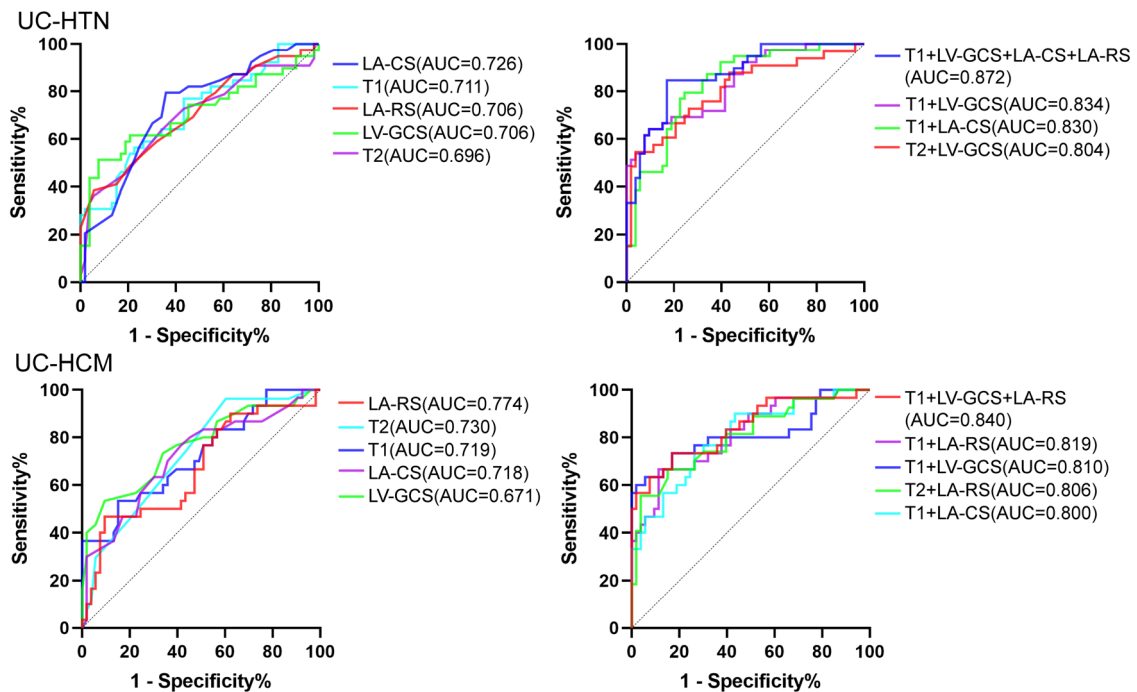 UC-HTN
100
80
60
40
20
0
Sensitivity%
0 20 40 60 80 100
1 - Specificity%
LA-CS(AUC=0.726)
T1(AUC=0.711)
LA-RS(AUC=0.706)
LV-GCS(AUC=0.706)
T2(AUC=0.696)
100
80
60
40
20
0
Sensitivity%
0 20 40 60 80 100
1 - Specificity%
T1+LV-GCS+LA-CS+LA-RS
(AUC=0.872)
T1+LV-GCS(AUC=0.834)
T1+LA-CS(AUC=0.830)
T2+LV-GCS(AUC=0.804)
UC-HCM
100
80
60
40
20
0
Sensitivity%
0 20 40 60 80 100
1 - Specificity%
LA-RS(AUC=0.774)
T2(AUC=0.730)
T1(AUC=0.719)
LA-CS(AUC=0.718)
LV-GCS(AUC=0.671)
100
80
60
40
20
0
Sensitivity%
0 20 40 60 80 100
1 - Specificity%
T1+LV-GCS+LA-RS
(AUC=0.840)
T1+LA-RS(AUC=0.819)
T1+LV-GCS(AUC=0.810)
T2+LA-RS(AUC=0.806)
T1+LA-CS(AUC=0.800)